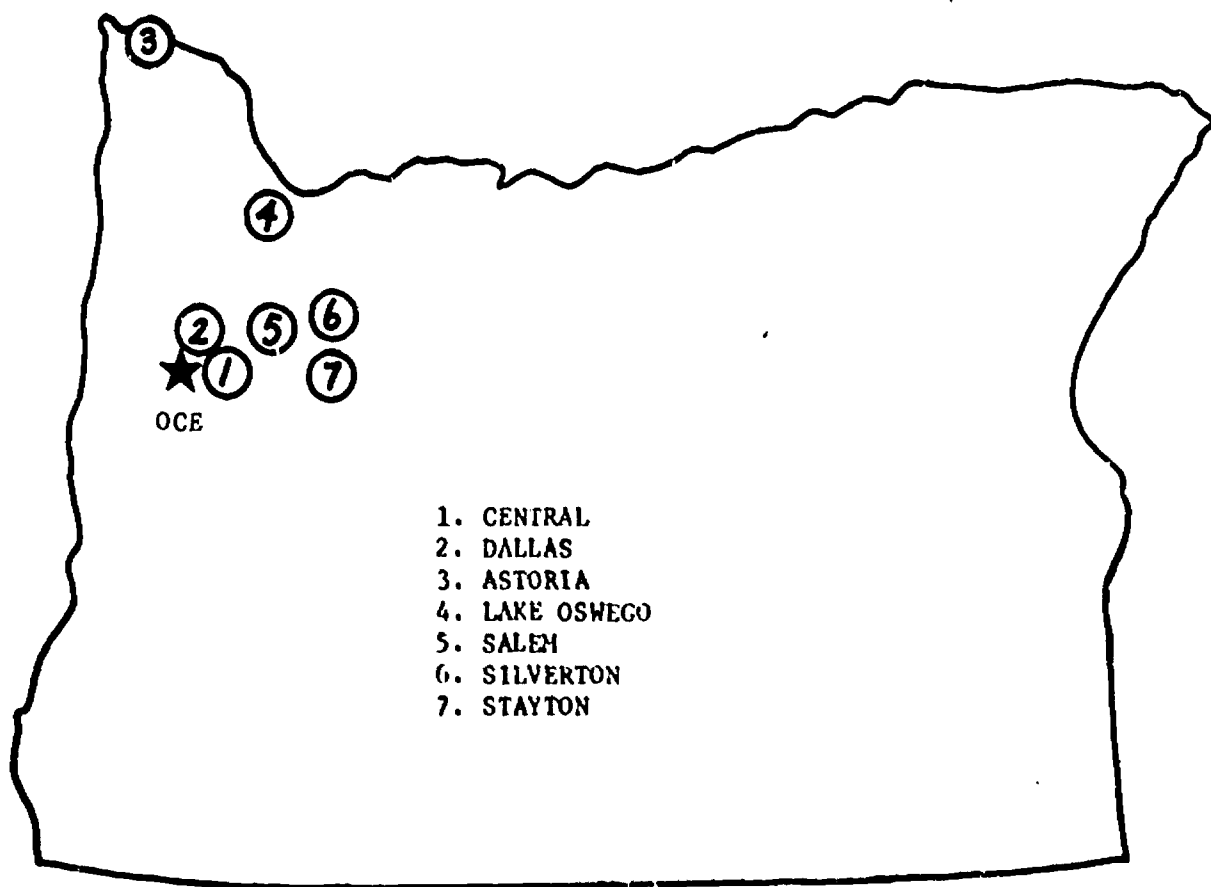 3
4
6
2
5
1
7
OCE
1. CENTRAL
2. DALLAS
3. ASTORIA
4. LAKE OSWEGO
5. SALEM
6. SILVERTON
7. STAYTON